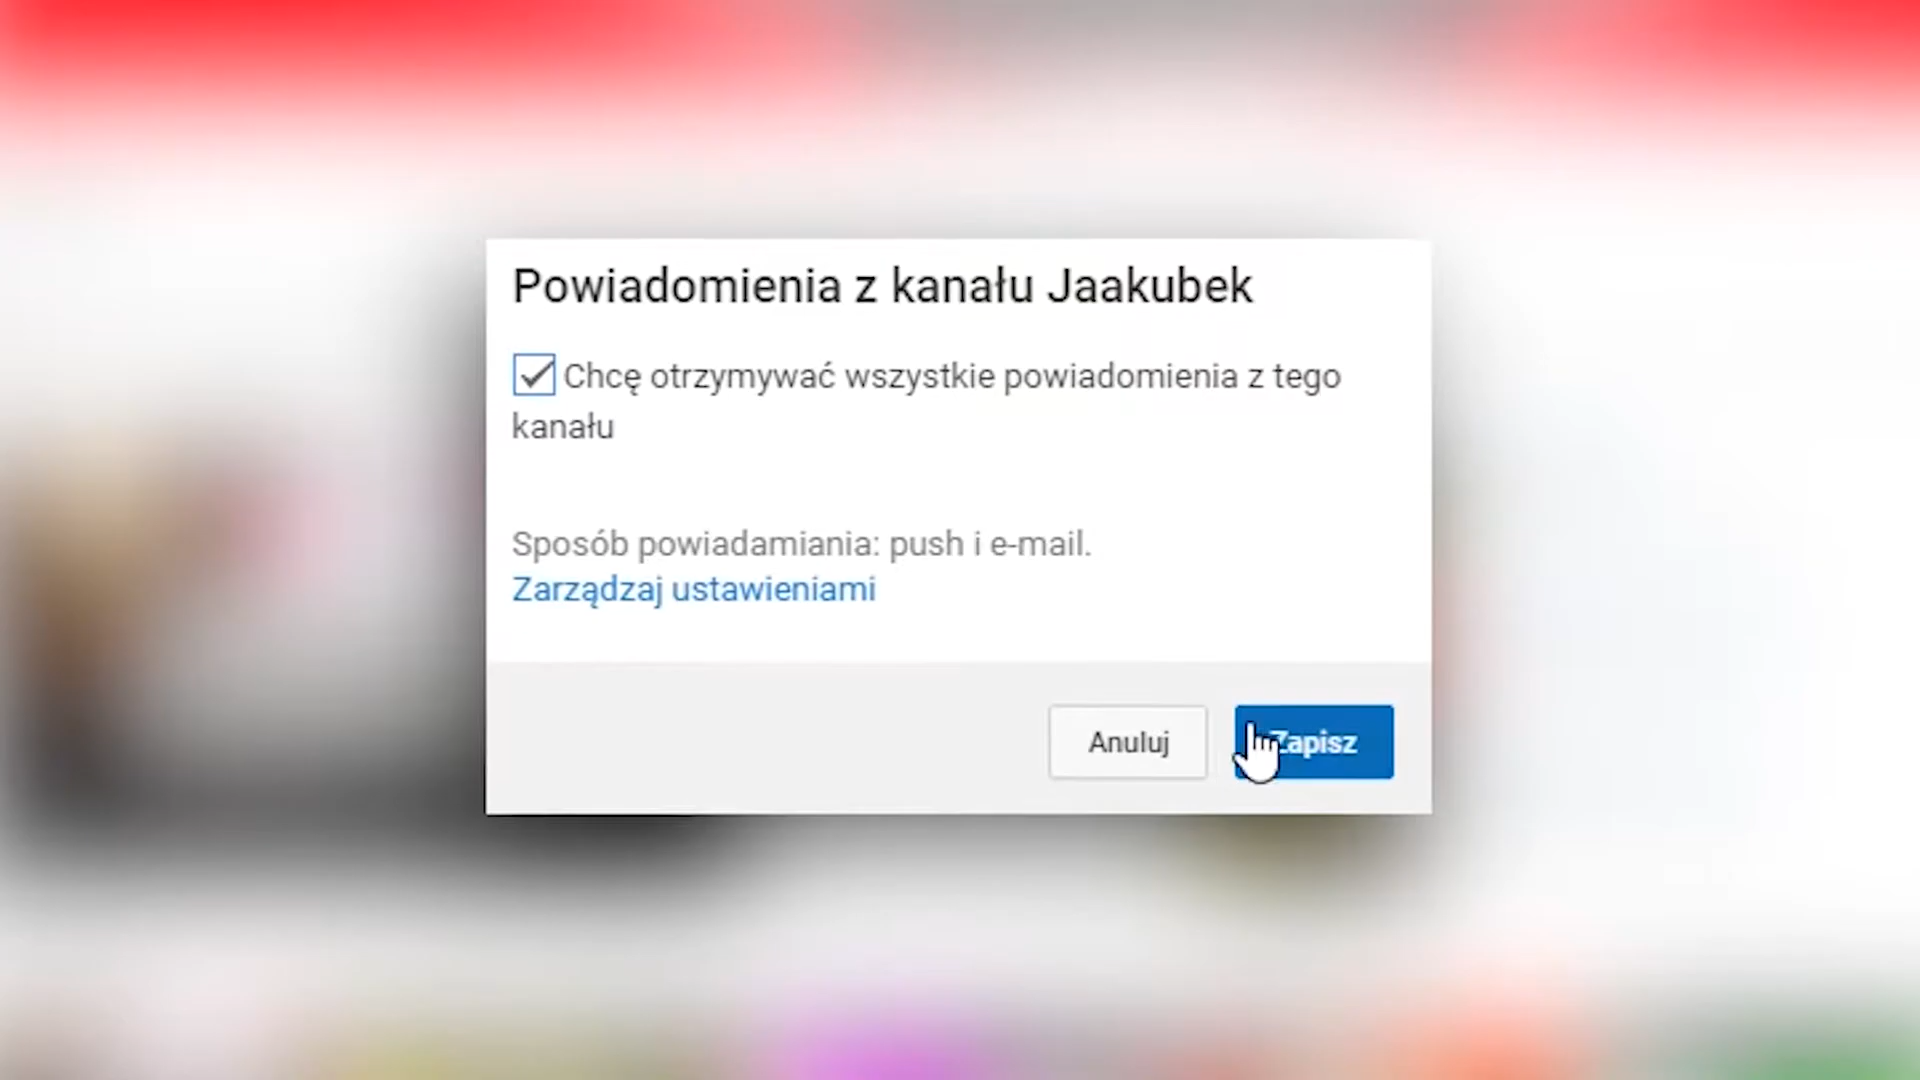 Powiadomienia z kanału Jaakubek
Chcę otrzymywać wszystkie powiadomienia z tego
kanału
Sposób powiadamiania: push i e-mail.
Zarządzaj ustawieniami
Anuluj
Zapisz